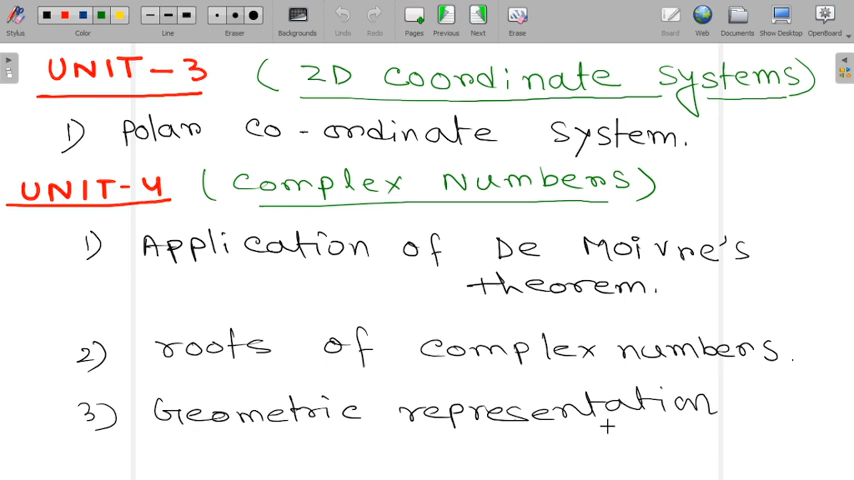 Stylus Color Line Eraser Backgrounds Undo Redo Pages Previous Next Erase Board Web Documents Show Desktop OpenBoard
UNIT-3 (2D coordinate systems)
1) Polar co-ordinate system.
UNIT-4 (Complex Numbers)
1) Application of De Moivre's
theorem.
2) roots of complex numbers.
3) Geometric representation